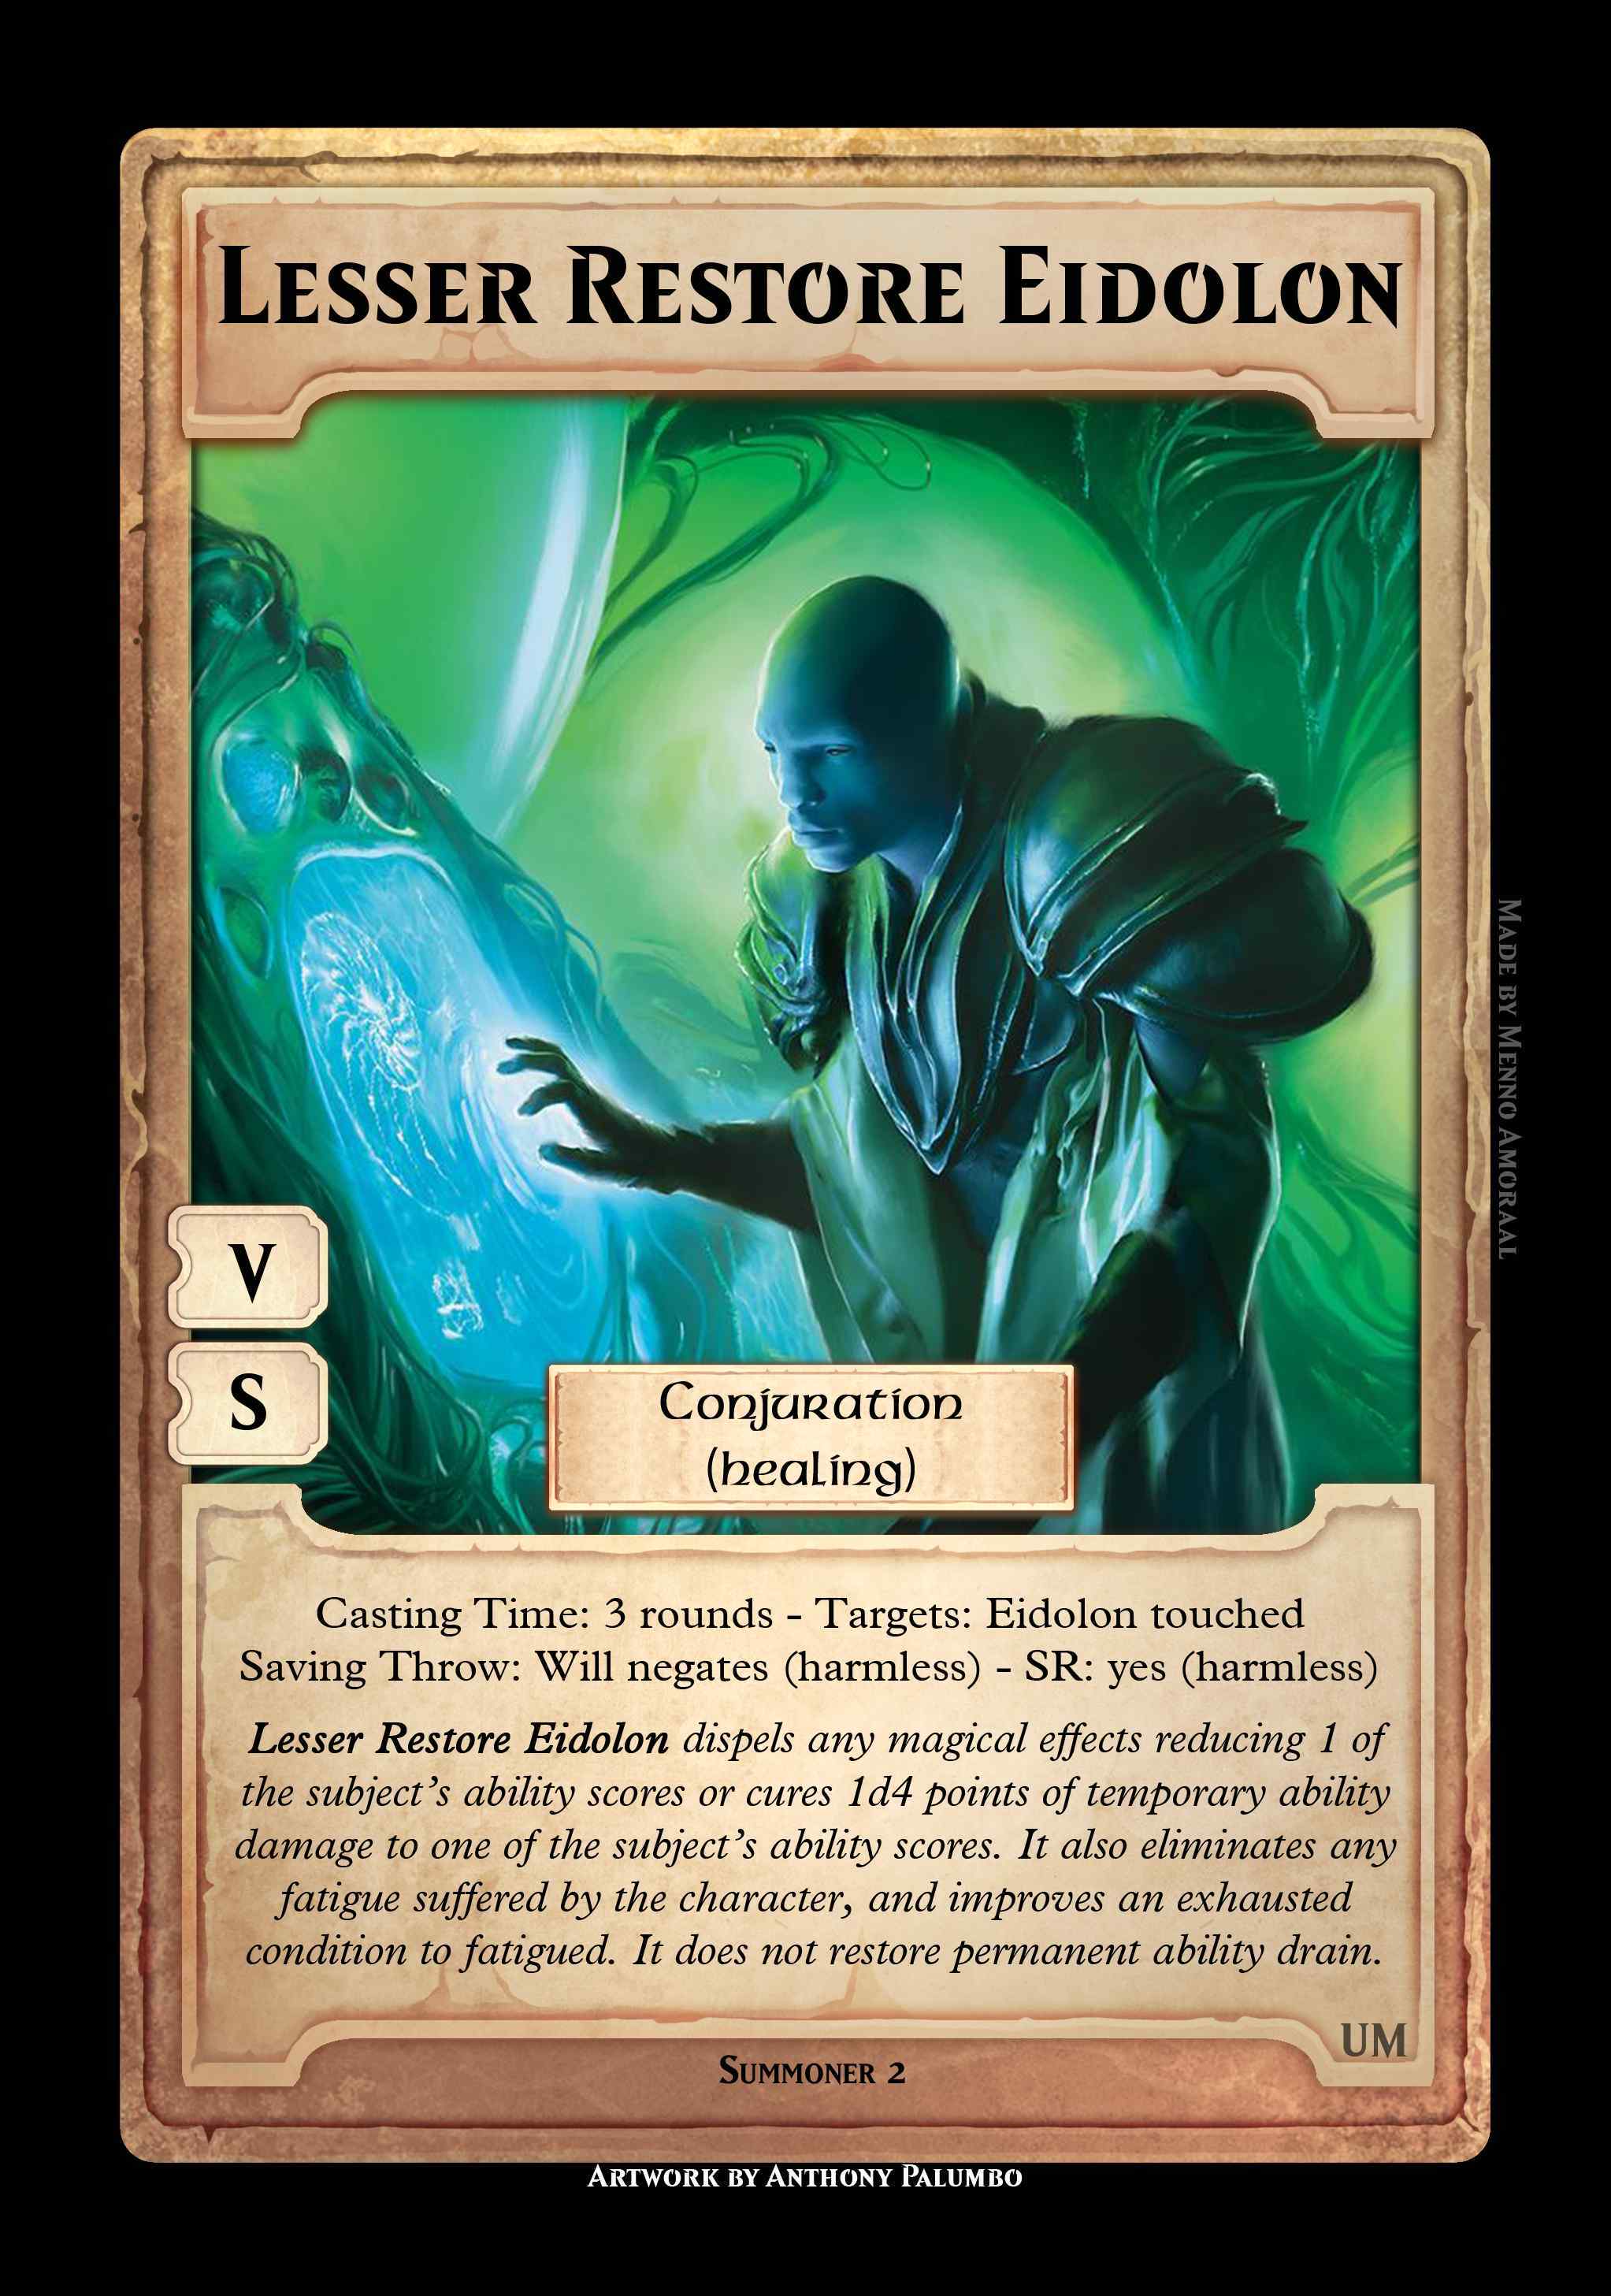 Lesser Restore Eidolon
V
S
Conjuration
(healing)
Casting Time: 3 rounds - Targets: Eidolon touched
Saving Throw: Will negates (harmless) - SR: yes (harmless)
Lesser Restore Eidolon dispels any magical effects reducing 1 of
the subject's ability scores or cures 1d4 points of temporary ability
damage to one of the subject's ability scores. It also eliminates any
fatigue suffered by the character, and improves an exhausted
condition to fatigued. It does not restore permanent ability drain.
UM
Summoner 2
Artwork by Anthony Palumbo
Made by Menno Amoraal